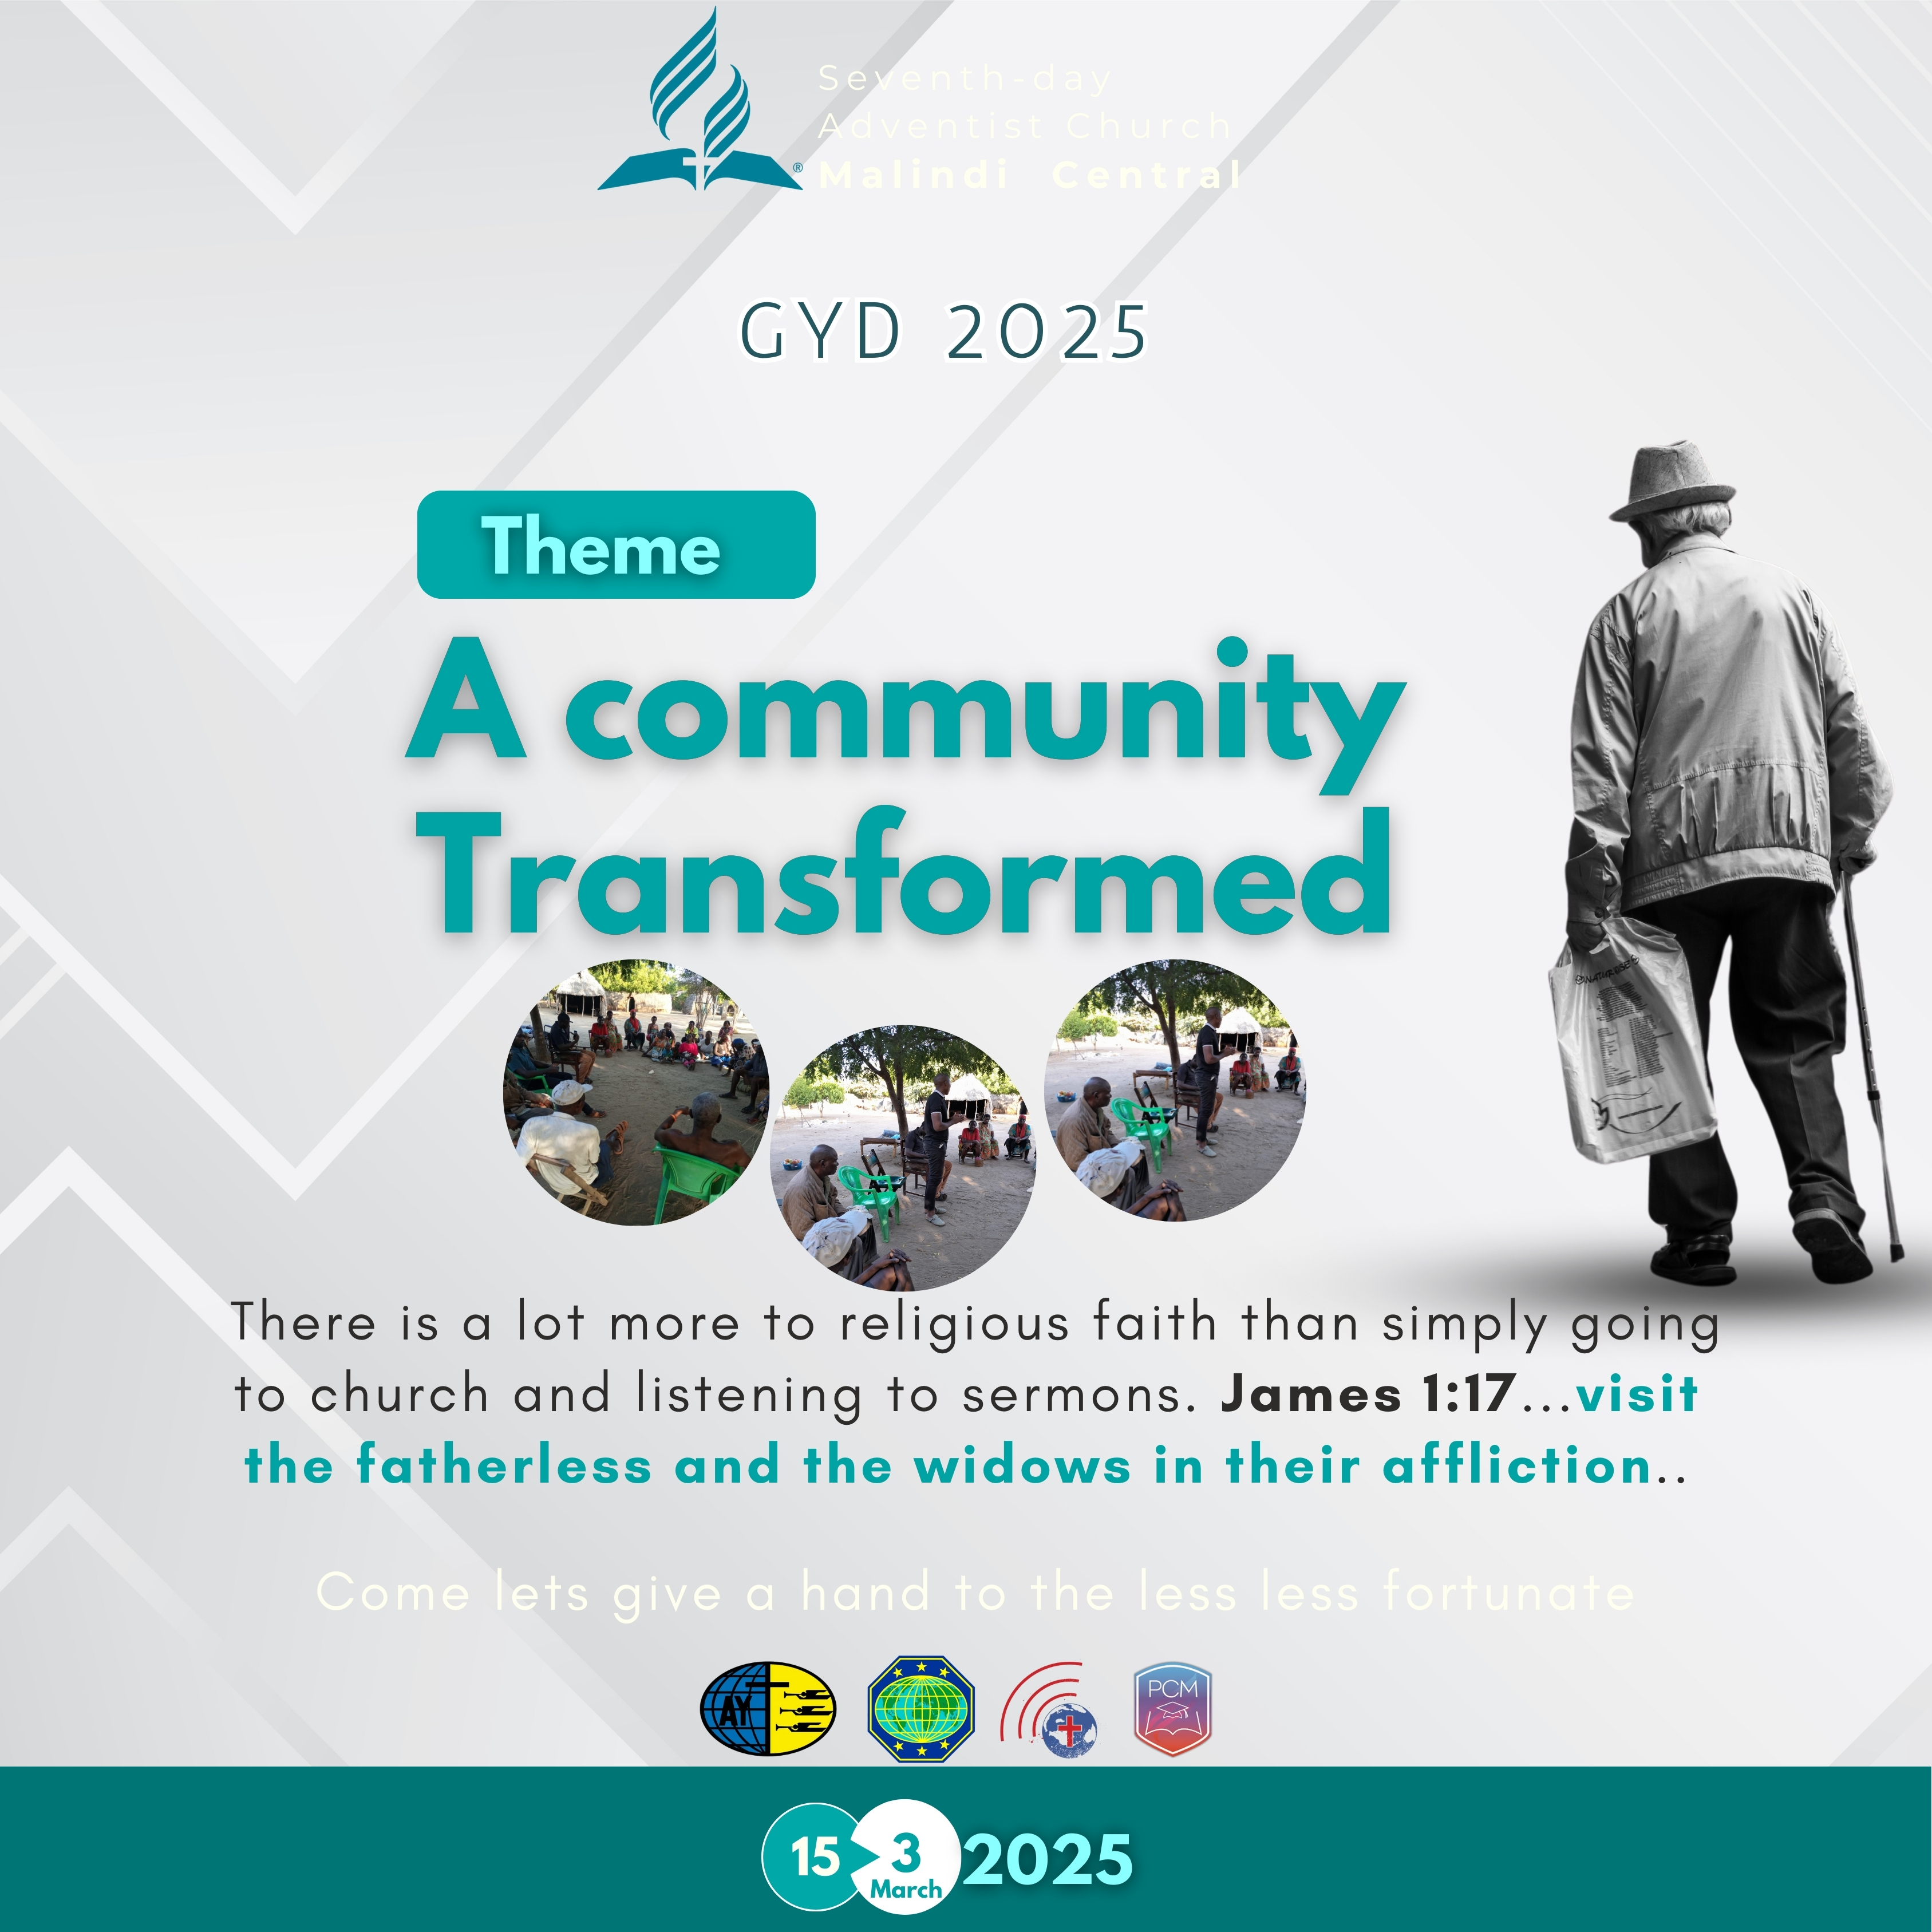 Seventh-day
Adventist Church
®
Malindi Central
GYD 2025
Theme
A community
Transformed
There is a lot more to religious faith than simply going
to church and listening to sermons. James 1:17...visit
the fatherless and the widows in their affliction..
Come lets give a hand to the less less fortunate
AY
PCM
15
3
March
2025